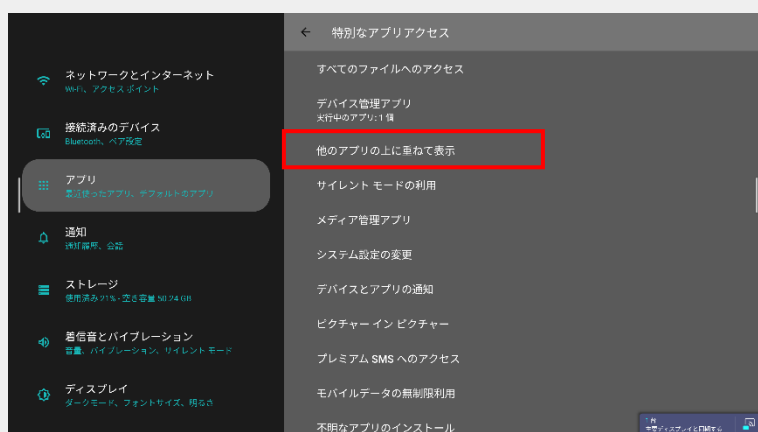 特別なアプリアクセス
ネットワークとインターネット
Wi-Fi、アクセス ポイント
接続済みのデバイス
Bluetooth、ペア設定
アプリ
最近使ったアプリ、デフォルトのアプリ
通知
通知履歴、会話
ストレージ
使用済み 21% - 空き容量 50.24 GB
着信音とバイブレーション
音量、バイブレーション、サイレント モード
ディスプレイ
ダークモード、フォントサイズ、明るさ
すべてのファイルへのアクセス
デバイス管理アプリ
実行中のアプリ: 1 個
他のアプリの上に重ねて表示
サイレント モードの利用
メディア管理アプリ
システム設定の変更
デバイスとアプリの通知
ピクチャー イン ピクチャー
プレミアム SMS へのアクセス
モバイルデータの無制限利用
不明なアプリのインストール
主要ディスプレイと同期する